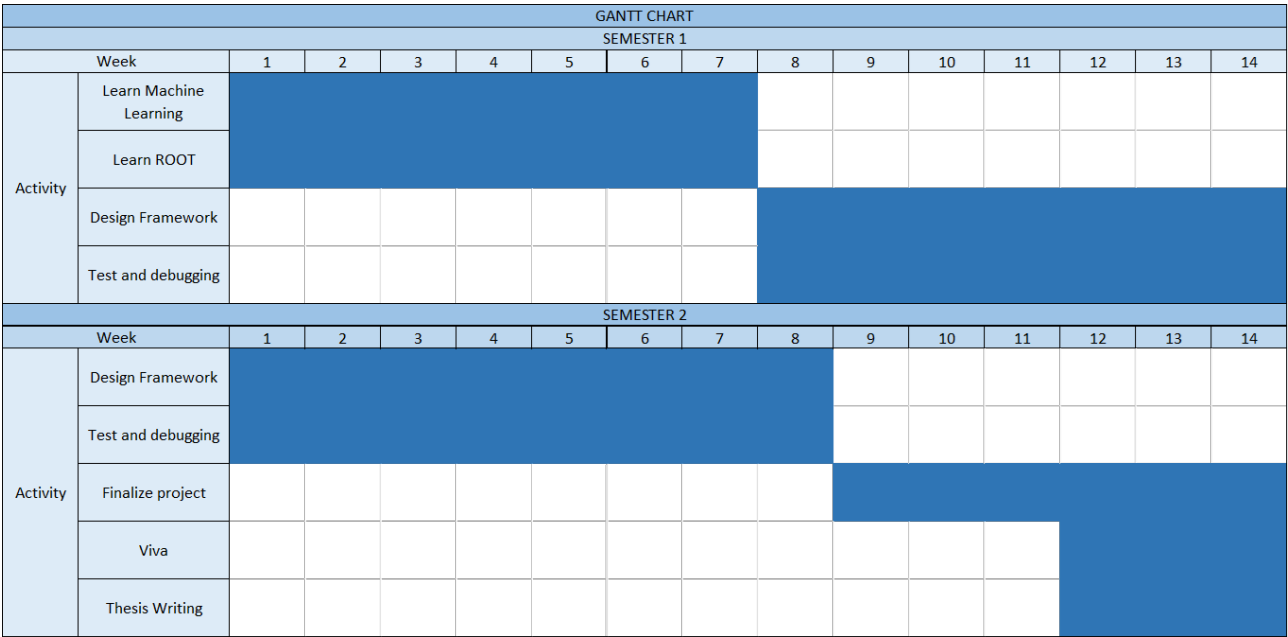 GANTT CHART
SEMESTER 1
Week 1 2 3 4 5 6 7 8 9 10 11 12 13 14
Activity
Learn Machine
Learning
Learn ROOT
Design Framework
Test and debugging
SEMESTER 2
Week 1 2 3 4 5 6 7 8 9 10 11 12 13 14
Activity
Design Framework
Test and debugging
Finalize project
Viva
Thesis Writing